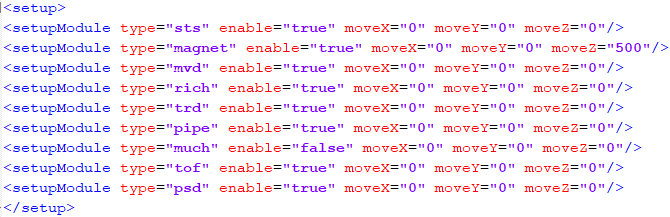 <setup>
<setupModule type="sts" enable="true" moveX="0" moveY="0" moveZ="0"/>
<setupModule type="magnet" enable="true" moveX="0" moveY="0" moveZ="500"/>
<setupModule type="mvd" enable="true" moveX="0" moveY="0" moveZ="0"/>
<setupModule type="rich" enable="true" moveX="0" moveY="0" moveZ="0"/>
<setupModule type="trd" enable="true" moveX="0" moveY="0" moveZ="0"/>
<setupModule type="pipe" enable="true" moveX="0" moveY="0" moveZ="0"/>
<setupModule type="much" enable="false" moveX="0" moveY="0" moveZ="0"/>
<setupModule type="tof" enable="true" moveX="0" moveY="0" moveZ="0"/>
<setupModule type="psd" enable="true" moveX="0" moveY="0" moveZ="0"/>
</setup>